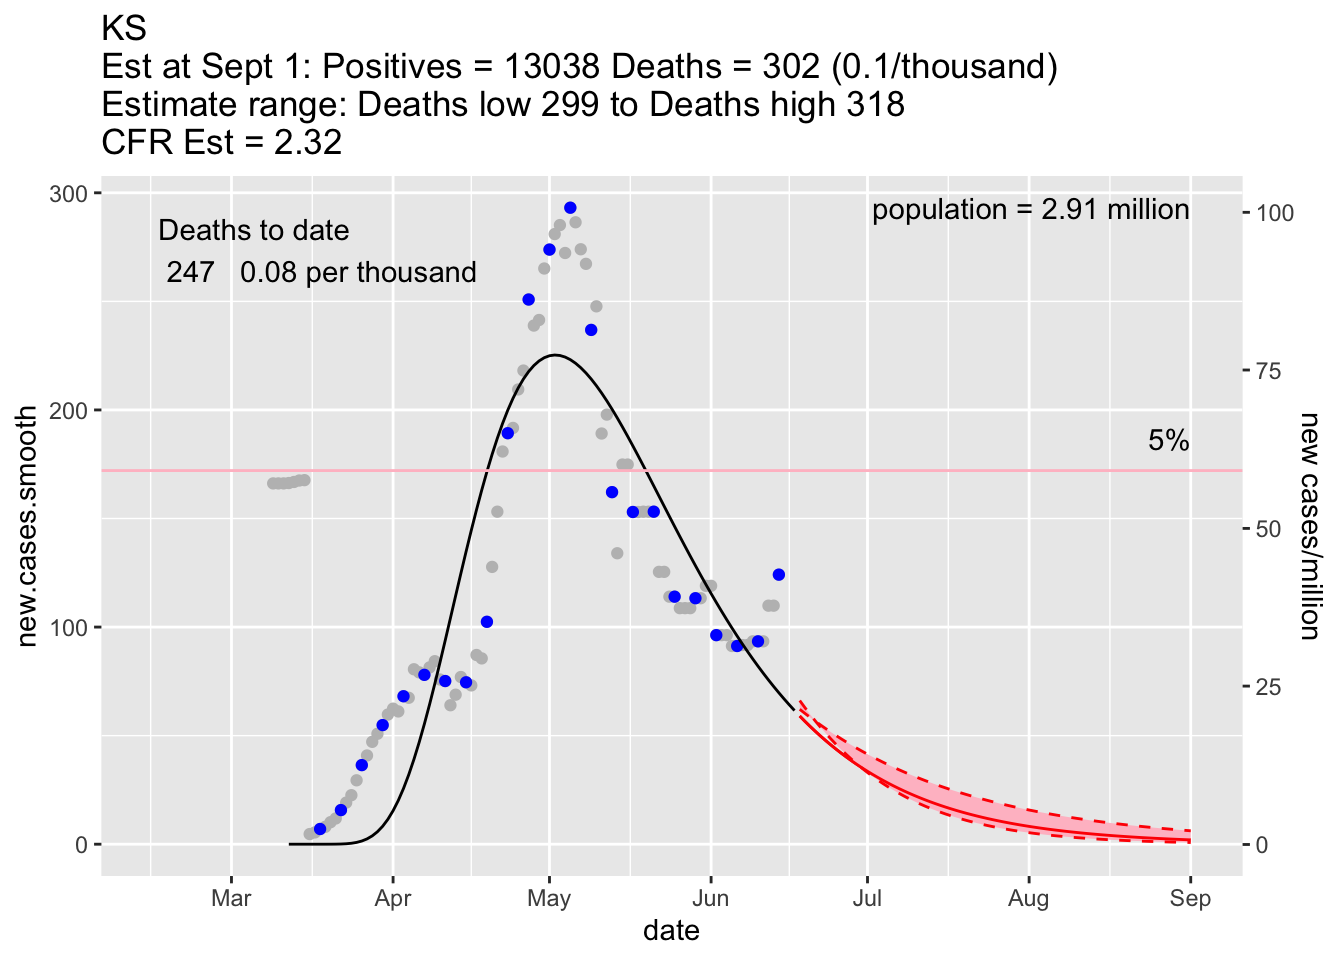 KS
Est at Sept 1: Positives = 13038 Deaths = 302 (0.1/thousand)
Estimate range: Deaths low 299 to Deaths high 318
CFR Est = 2.32
300
200
100
0
new.cases.smooth
Deaths to date
247 0.08 per thousand
population = 2.91 million
5%
100
75
50
25
0
new cases/million
Mar Apr May Jun Jul Aug Sep
date